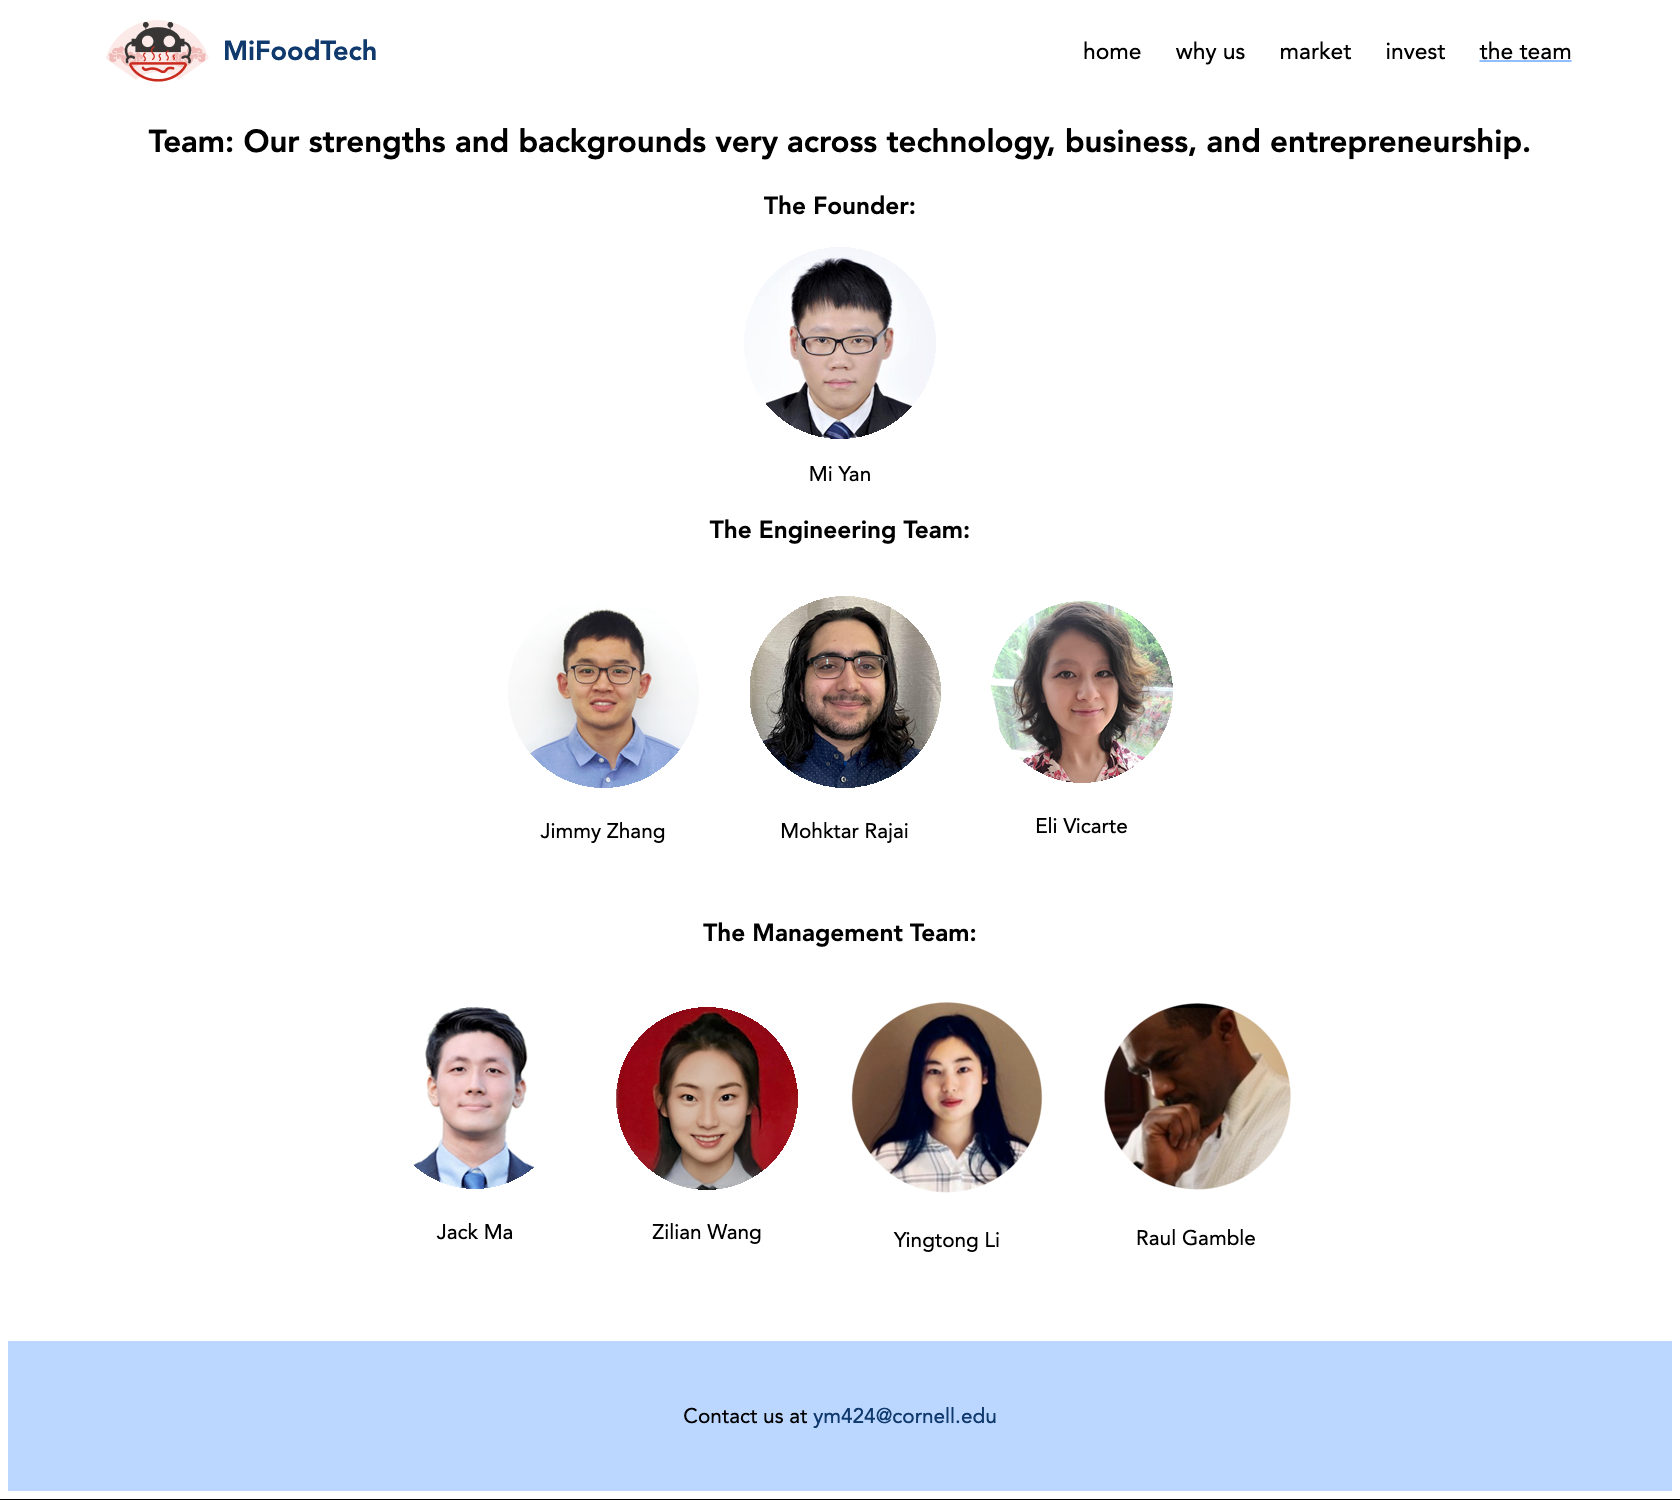 MiFoodTech
home why us market invest the team
Team: Our strengths and backgrounds very across technology, business, and entrepreneurship.
The Founder:
Mi Yan
The Engineering Team:
Jimmy Zhang Mohktar Rajai Eli Vicarte
The Management Team:
Jack Ma Zilian Wang Yingtong Li Raul Gamble
Contact us at ym424@cornell.edu